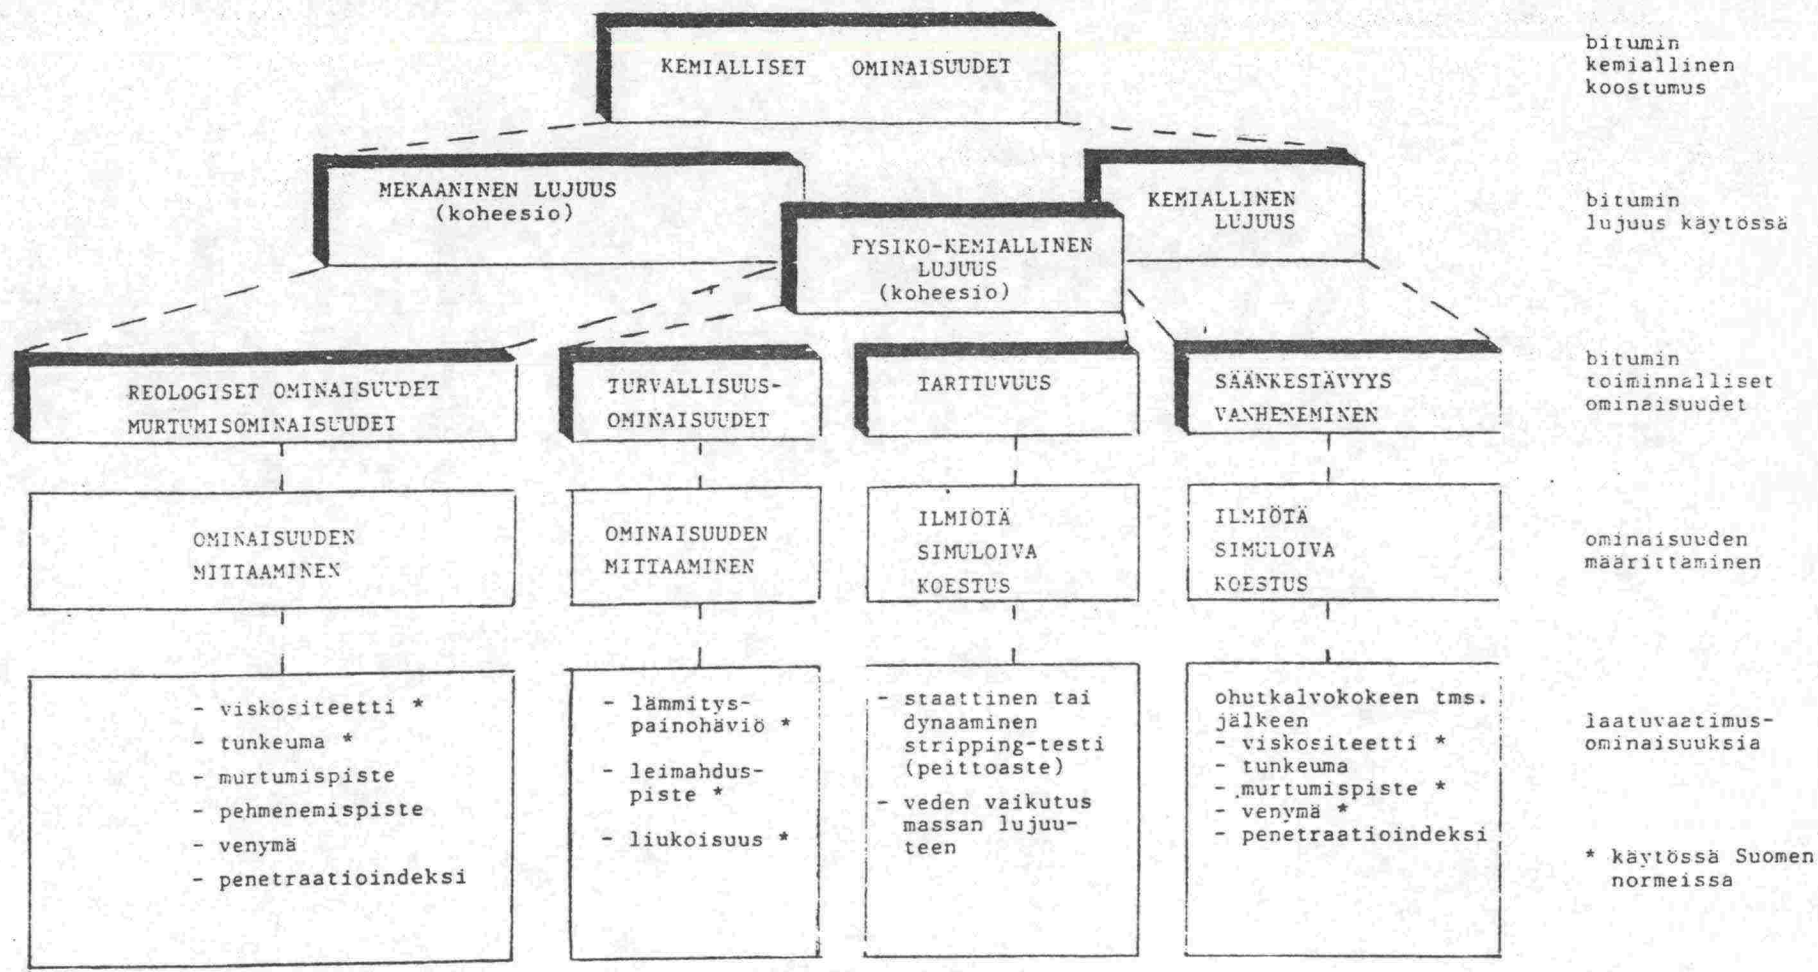 KEMIALLISET OMINAISUUDET
bitumin
kemiallinen
koostumus
MEKAANINEN LUJUUS
(koheesio)
KEMIALLINEN
LUJUUS
FYSIKO-KEMIALLINEN
LUJUUS
(koheesio)
bitumin
lujuus käytössä
REOLOGISET OMINAISUUDET
MURTUMISOMINAISUUDET
TURVALLISUUS-
OMINAISUUDET
TARTTUVUUS
SÄÄNKESTÄVYYS
VANHENEMINEN
bitumin
toiminnalliset
ominaisuudet
OMINAISUUDEN
MITTAAMINEN
OMINAISUUDEN
MITTAAMINEN
ILMIÖTÄ
SIMULOIVA
KOESTUS
ILMIÖTÄ
SIMULOIVA
KOESTUS
ominaisuuden
määrittäminen
- viskositeetti *
- tunkeuma *
- murtumispiste
- pehmenemispiste
- venymä
- penetraatioindeksi
- lämmitys-
painohäviö *
- leimahdus-
piste *
- liukoisuus *
- staattinen tai
dynaaminen
stripping-testi
(peittoaste)
- veden vaikutus
massan lujuu-
teen
ohutkalvokokeen tms.
jälkeen
- viskositeetti *
- tunkeuma
- murtumispiste *
- venymä *
- penetraatioindeksi
laatuvaatimus-
ominaisuuksia
* käytössä Suomen
normeissa